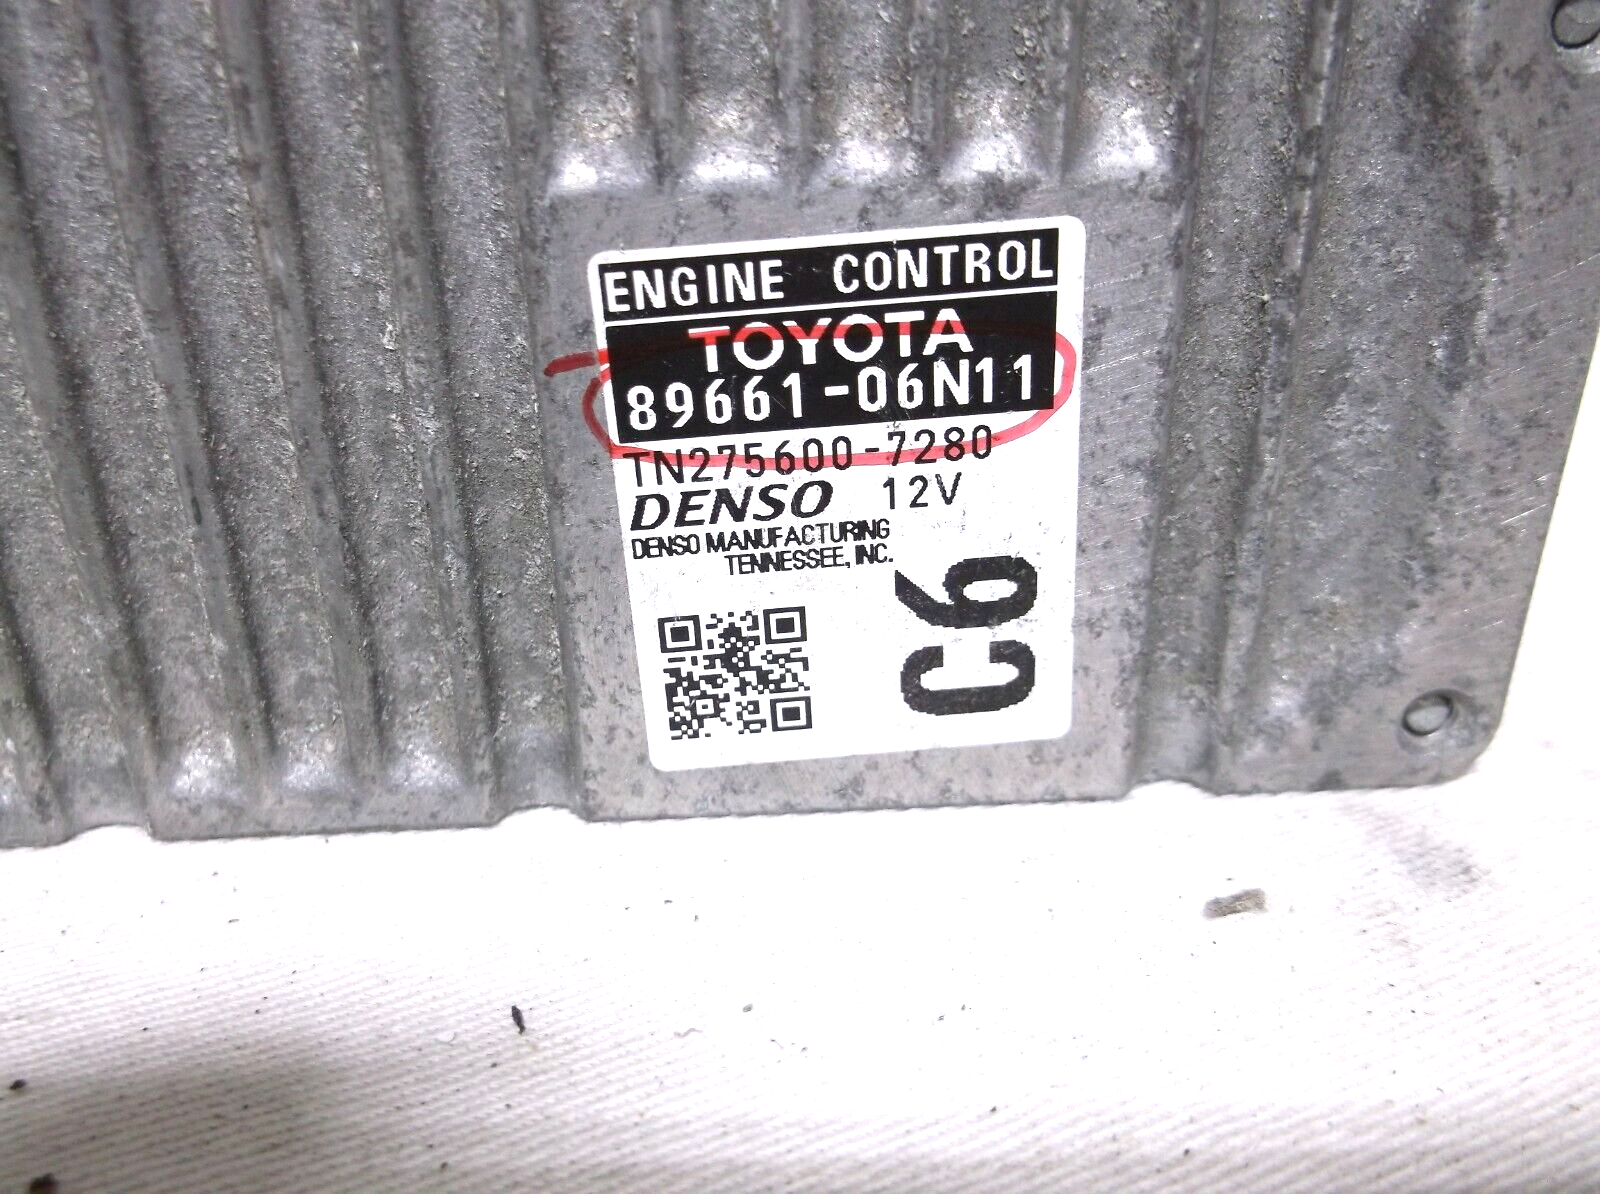 ENGINE CONTROL
TOYOTA
89661-06N11
TN275600-7280
DENSO 12V
DENSO MANUFACTURING
TENNESSEE, INC.
C6